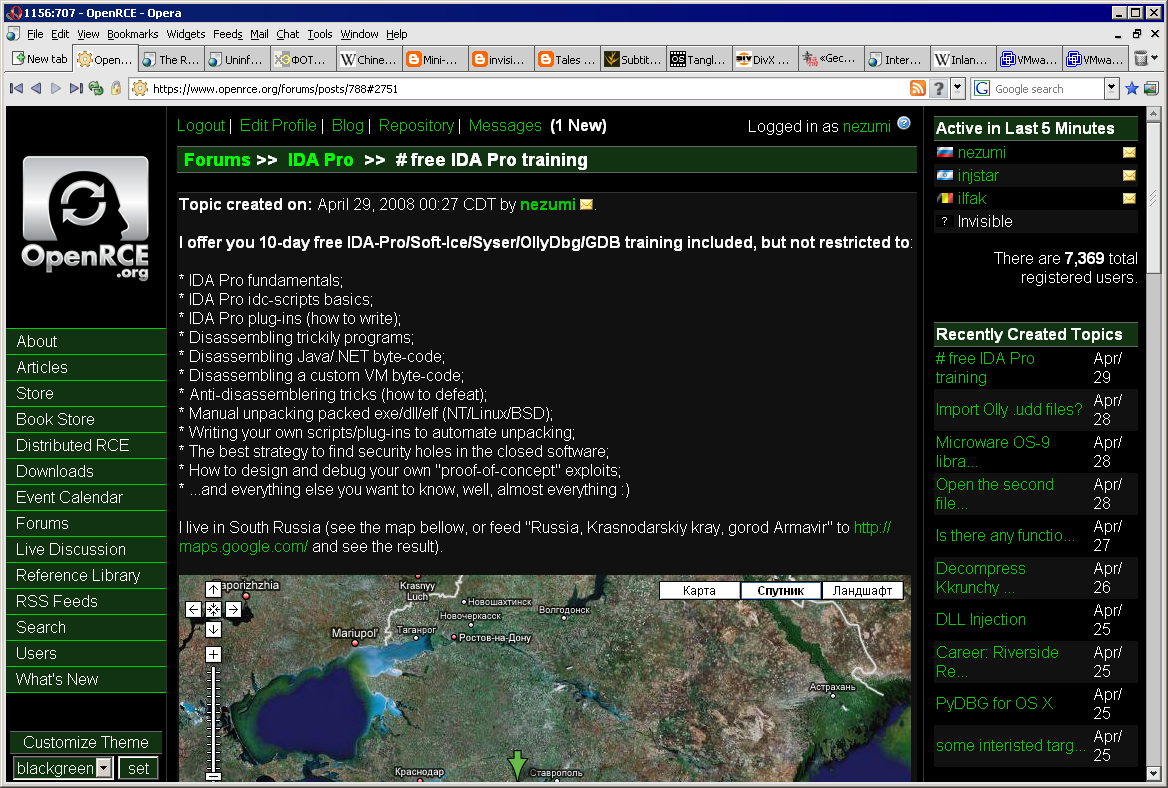 1156:707 - OpenRCE - Opera
File Edit View Bookmarks Widgets Feeds Mail Chat Tools Window Help
New tab
Open...
The R...
Uninf...
ФОТ...
Chine...
Mini-...
invisi...
Tales ...
Subtit...
Tangl...
DivX ...
«Gec...
Inter...
Inlan...
VMwa...
VMwa...
https://www.openrce.org/forums/posts/788#2751
Google search
OpenRCE
.org
About
Articles
Store
Book Store
Distributed RCE
Downloads
Event Calendar
Forums
Live Discussion
Reference Library
RSS Feeds
Search
Users
What's New
Customize Theme
blackgreen set
Logout | Edit Profile | Blog | Repository | Messages (1 New)
Logged in as nezumi
Forums >> IDA Pro >> # free IDA Pro training
Topic created on: April 29, 2008 00:27 CDT by nezumi .
I offer you 10-day free IDA-Pro/Soft-Ice/Syser/OllyDbg/GDB training included, but not restricted to:
* IDA Pro fundamentals;
* IDA Pro idc-scripts basics;
* IDA Pro plug-ins (how to write);
* Disassembling trickily programs;
* Disassembling Java/.NET byte-code;
* Disassembling a custom VM byte-code;
* Anti-disassemblering tricks (how to defeat);
* Manual unpacking packed exe/dll/elf (NT/Linux/BSD);
* Writing your own scripts/plug-ins to automate unpacking;
* The best strategy to find security holes in the closed software;
* How to design and debug your own "proof-of-concept" exploits;
* ...and everything else you want to know, well, almost everything :)
I live in South Russia (see the map bellow, or feed "Russia, Krasnodarskiy kray, gorod Armavir" to http://
maps.google.com/ and see the result).
aporizhzhia
Krasnyy
Luch
Новошахтинск
Новочеркасск
Волгодонск
Mariupol'
Таганрог
Ростов-на-Дону
Астрахань
Краснодар
Ставрополь
Карта
Спутник
Ландшафт
Active in Last 5 Minutes
nezumi
injstar
ilfak
? Invisible
There are 7,369 total
registered users.
Recently Created Topics
# free IDA Pro
training
Apr/
29
Import Olly .udd files?
Apr/
28
Microware OS-9
libra...
Apr/
28
Open the second
file...
Apr/
28
Is there any functio...
Apr/
27
Decompress
Kkrunchy ...
Apr/
26
DLL Injection
Apr/
25
Career: Riverside
Re...
Apr/
25
PyDBG for OS X
Apr/
25
some interisted targ...
Apr/
25